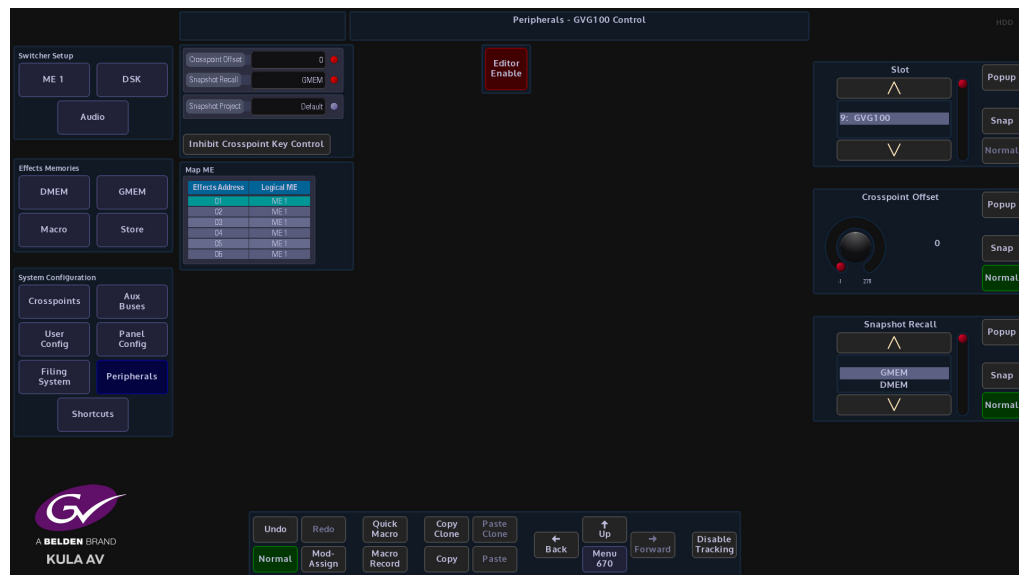 Peripherals - GVG100 Control
HDD
Switcher Setup
ME 1
DSK
Audio
Effects Memories
DMEM
GMEM
Macro
Store
System Configuration
Crosspoints
Aux
Buses
User
Config
Panel
Config
Filing
System
Peripherals
Shortcuts
A BELDEN BRAND
KULA AV
Crosspoint Offset
0
Snapshot Recall
GMEM
Snapshot Project
Default
Inhibit Crosspoint Key Control
Map ME
Effects Address Logical ME
01 ME 1
02 ME 1
03 ME 1
04 ME 1
05 ME 1
06 ME 1
Editor
Enable
Slot
9: GVG100
Popup
Snap
Normal
Crosspoint Offset
0
-1 278
Popup
Snap
Normal
Snapshot Recall
GMEM
DMEM
Popup
Snap
Normal
Undo
Redo
Quick
Macro
Copy
Clone
Paste
Clone
Normal
Mod-
Assign
Macro
Record
Copy
Paste
Back
Up
Menu
670
Forward
Disable
Tracking